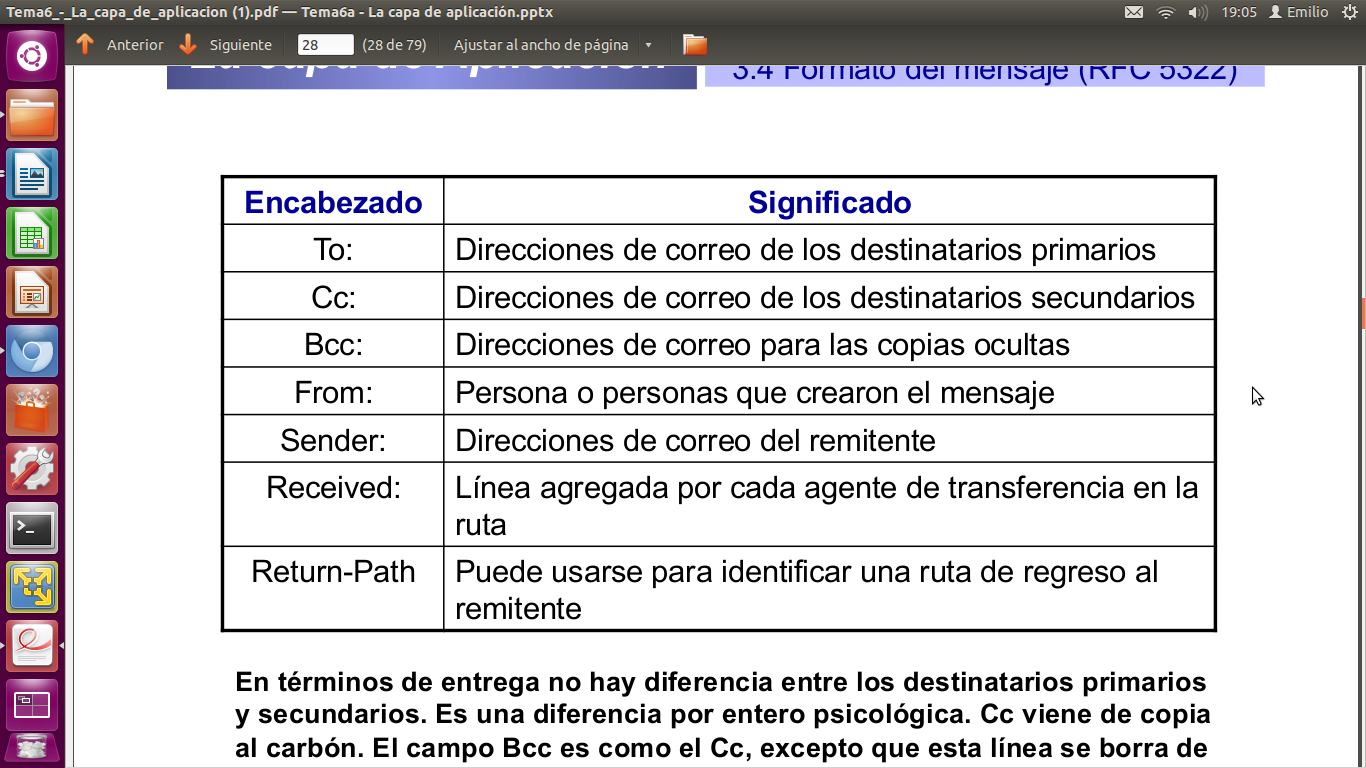 Tema6_-_La_capa_de_aplicacion (1).pdf — Tema6a - La capa de aplicación.pptx
19:05
Emilio
Anterior
Siguiente
28
(28 de 79)
Ajustar al ancho de página
La capa de Aplicación
3.4 Formato del mensaje (RFC 5322)
Encabezado
Significado
To:
Direcciones de correo de los destinatarios primarios
Cc:
Direcciones de correo de los destinatarios secundarios
Bcc:
Direcciones de correo para las copias ocultas
From:
Persona o personas que crearon el mensaje
Sender:
Direcciones de correo del remitente
Received:
Línea agregada por cada agente de transferencia en la
ruta
Return-Path
Puede usarse para identificar una ruta de regreso al
remitente
En términos de entrega no hay diferencia entre los destinatarios primarios
y secundarios. Es una diferencia por entero psicológica. Cc viene de copia
al carbón. El campo Bcc es como el Cc, excepto que esta línea se borra de